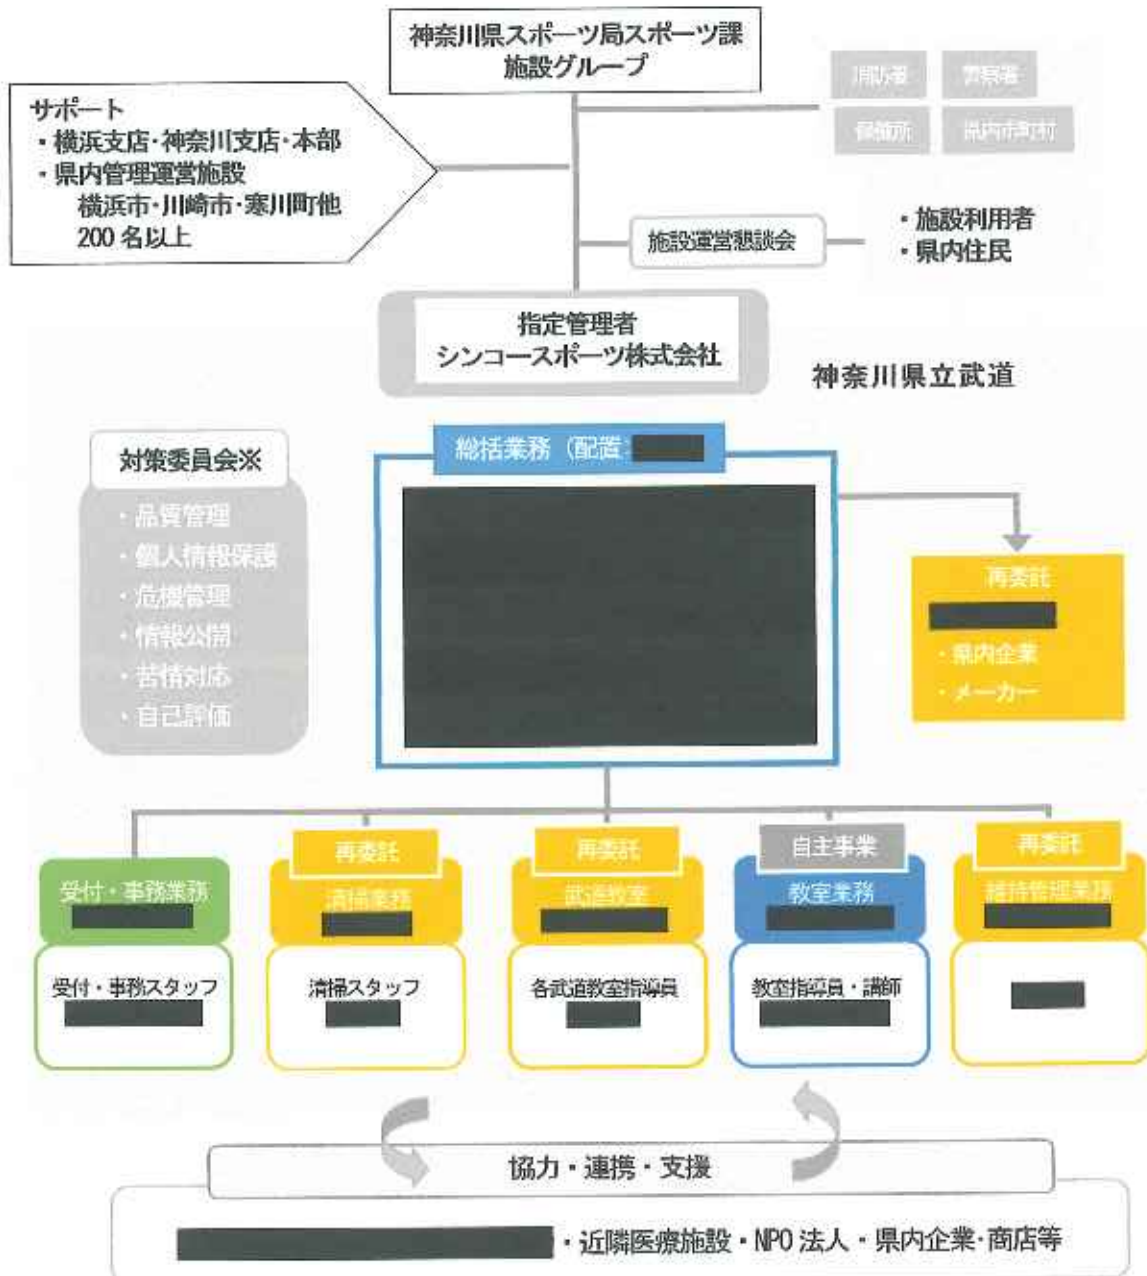 神奈川県スポーツ局スポーツ課
施設グループ
消防署
警察署
保健所
県内市町村
サポート
・横浜支店・神奈川支店・本部
・県内管理運営施設
横浜市・川崎市・寒川町他
200 名以上
施設運営懇談会
・施設利用者
・県内住民
指定管理者
シンコースポーツ株式会社
神奈川県立武道
対策委員会※
・品質管理
・個人情報保護
・危機管理
・情報公開
・苦情対応
・自己評価
総括業務（配置：
再委託
・県内企業
・メーカー
受付・事務業務
受付・事務スタッフ
再委託
清掃業務
清掃スタッフ
再委託
武道教室
各武道教室指導員
自主事業
教室業務
教室指導員・講師
再委託
維持管理業務
協力・連携・支援
・近隣医療施設・NPO 法人・県内企業・商店等